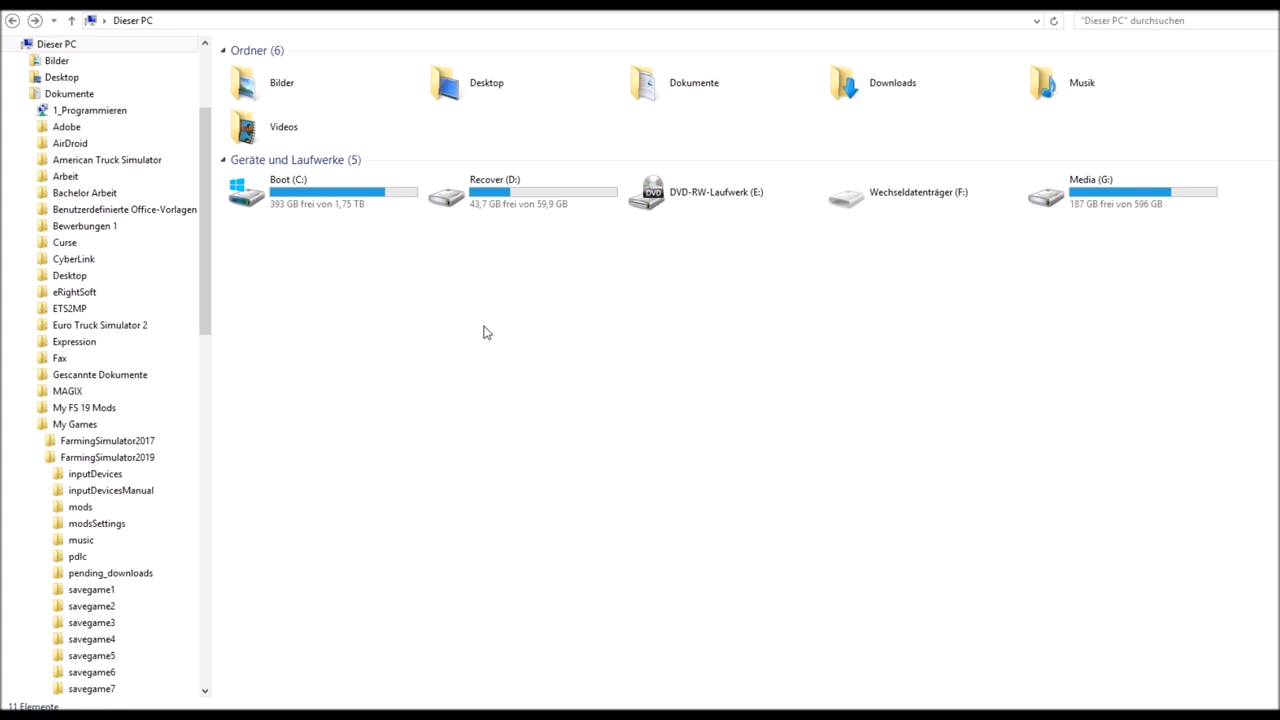 Dieser PC
"Dieser PC" durchsuchen
Dieser PC
Bilder
Desktop
Dokumente
1_Programmieren
Adobe
AirDroid
American Truck Simulator
Arbeit
Bachelor Arbeit
Benutzerdefinierte Office-Vorlagen
Bewerbungen 1
Curse
CyberLink
Desktop
eRightSoft
ETS2MP
Euro Truck Simulator 2
Expression
Fax
Gescannte Dokumente
MAGIX
My FS 19 Mods
My Games
FarmingSimulator2017
FarmingSimulator2019
inputDevices
inputDevicesManual
mods
modsSettings
music
pdlc
pending_downloads
savegame1
savegame2
savegame3
savegame4
savegame5
savegame6
savegame7
Ordner (6)
Bilder
Desktop
Dokumente
Downloads
Musik
Videos
Geräte und Laufwerke (5)
Boot (C:)
393 GB frei von 1,75 TB
Recover (D:)
43,7 GB frei von 59,9 GB
DVD
DVD-RW-Laufwerk (E:)
Wechseldatenträger (F:)
Media (G:)
187 GB frei von 596 GB
11 Elemente